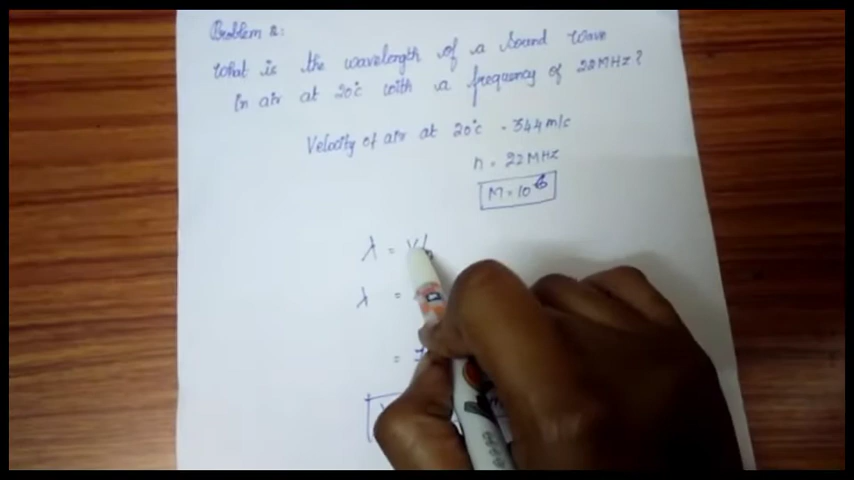 Problem 2:
What is the wavelength of a sound wave
in air at 20°c with a frequency of 22MHz?
Velocity of air at 20°c = 344m/s
n = 22MHz
M = 10^6
λ = V/n
λ =
=